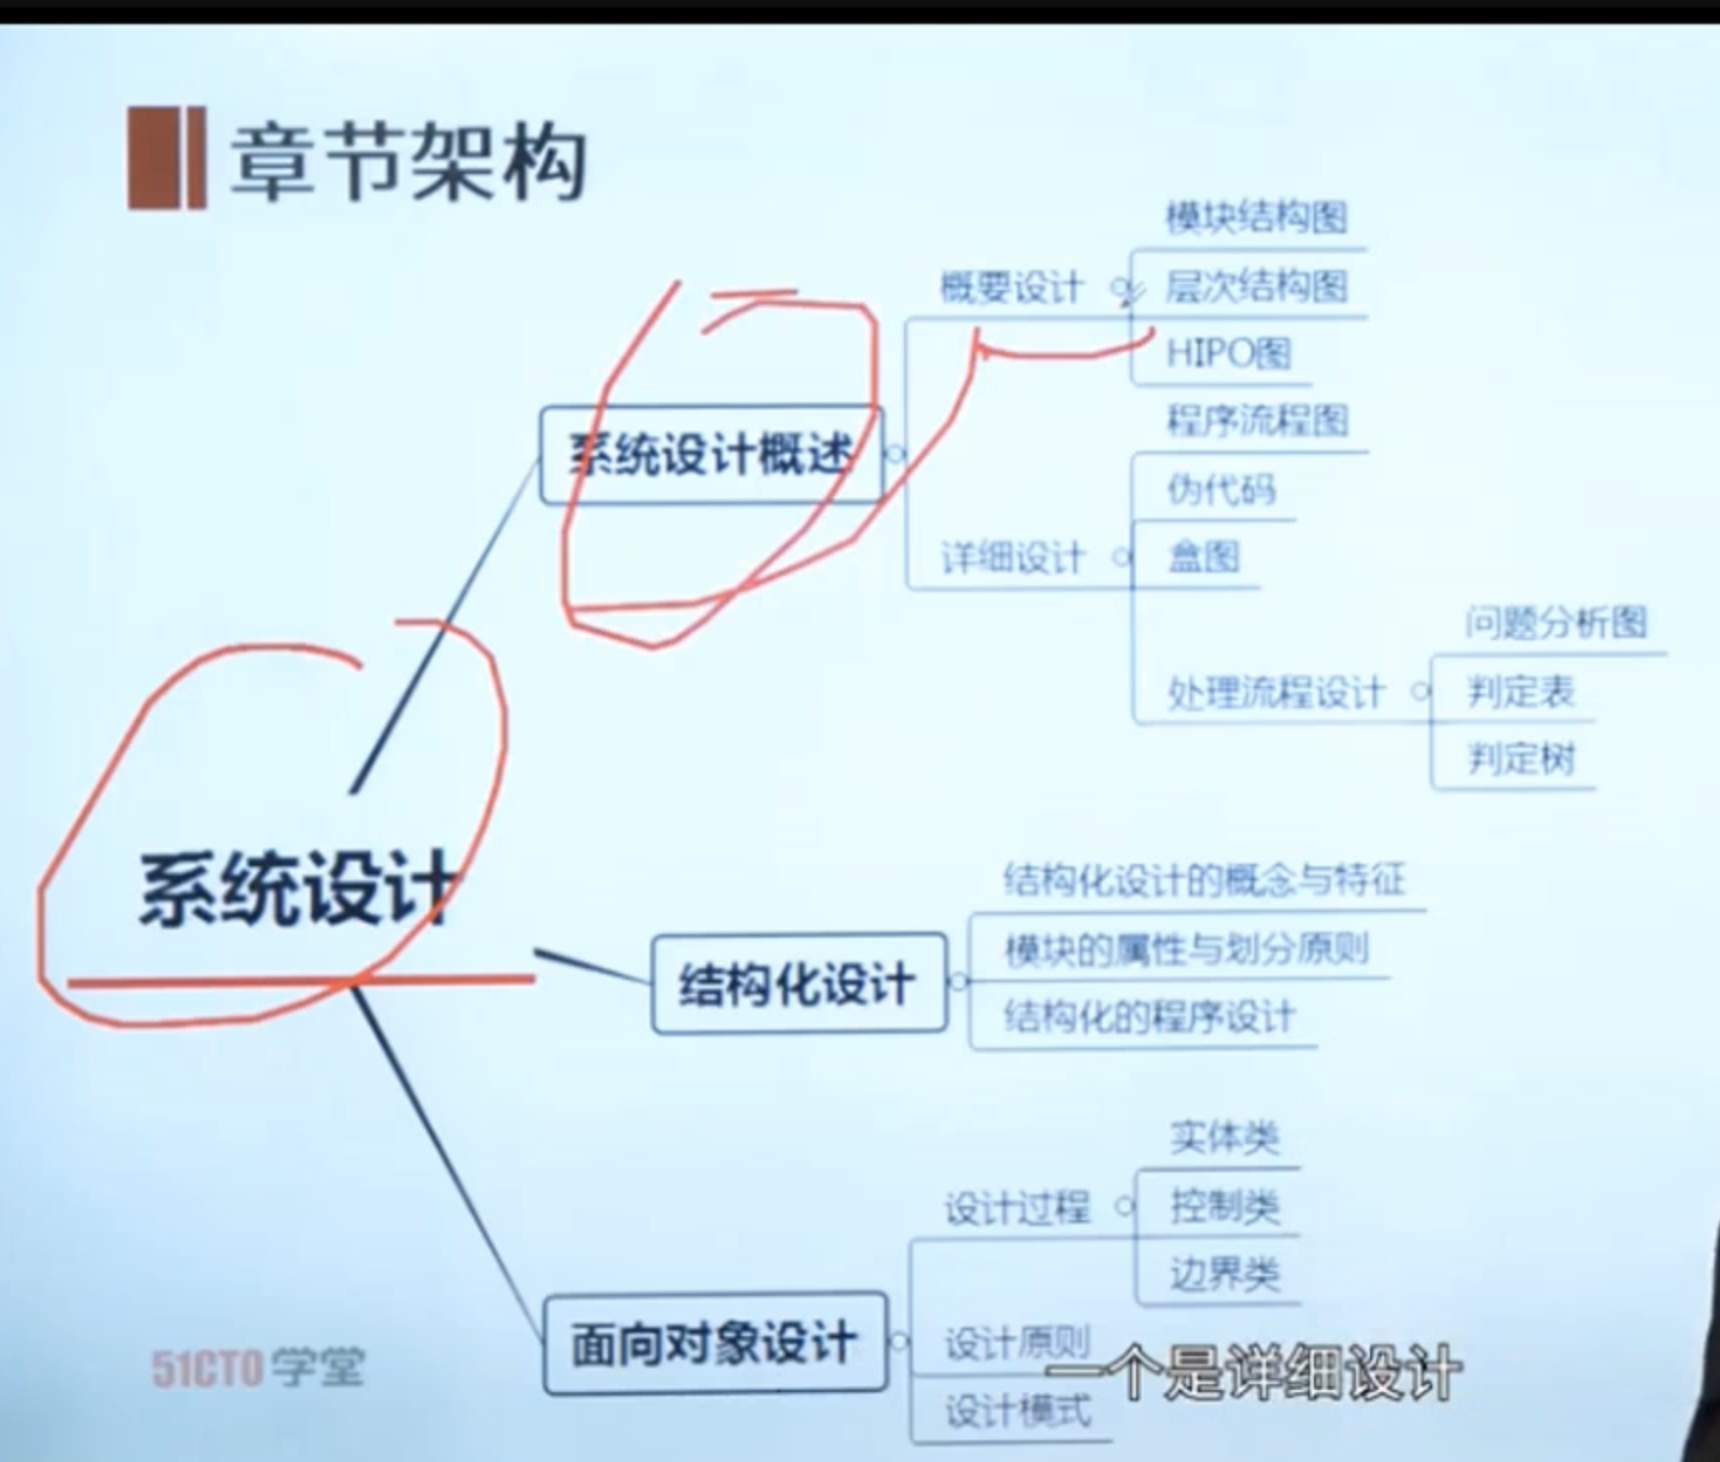 章节架构
模块结构图
概要设计
层次结构图
HIPO图
程序流程图
系统设计概述
伪代码
详细设计
盒图
问题分析图
处理流程设计
判定表
判定树
系统设计
结构化设计的概念与特征
模块的属性与划分原则
结构化设计
结构化的程序设计
实体类
设计过程
控制类
边界类
面向对象设计
设计原则
设计模式
51CTO学堂
一个是详细设计